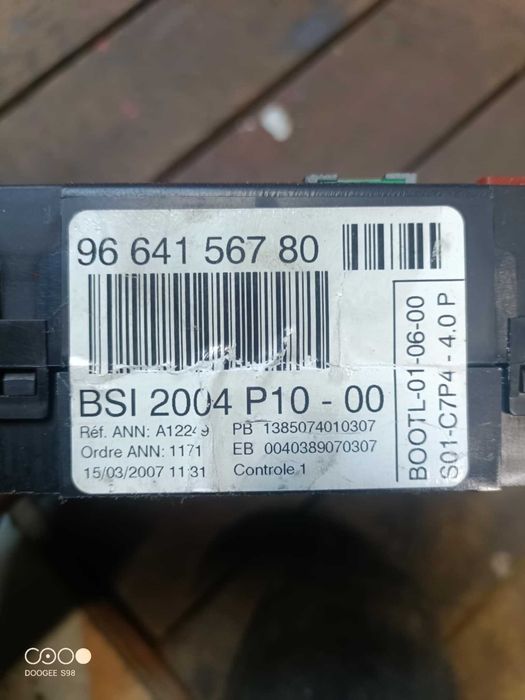 96 641 567 80
BSI 2004 P10 - 00
Réf. ANN: A12249 PB 1385074010307
Ordre ANN: 1171 EB 0040389070307
15/03/2007 11:31 Controle 1
BOOTL-01-06-00
S01-C7P4 - 4.0 P
DOOGEE S98